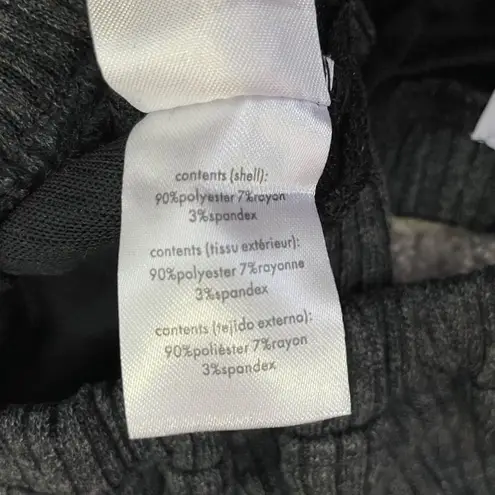 contents (shell):
90%polyester 7%rayon
3%spandex
contents (tissu extérieur):
90%polyester 7%rayonne
3%spandex
contents (tejido externo):
90%poliéster 7%rayon
3%spandex